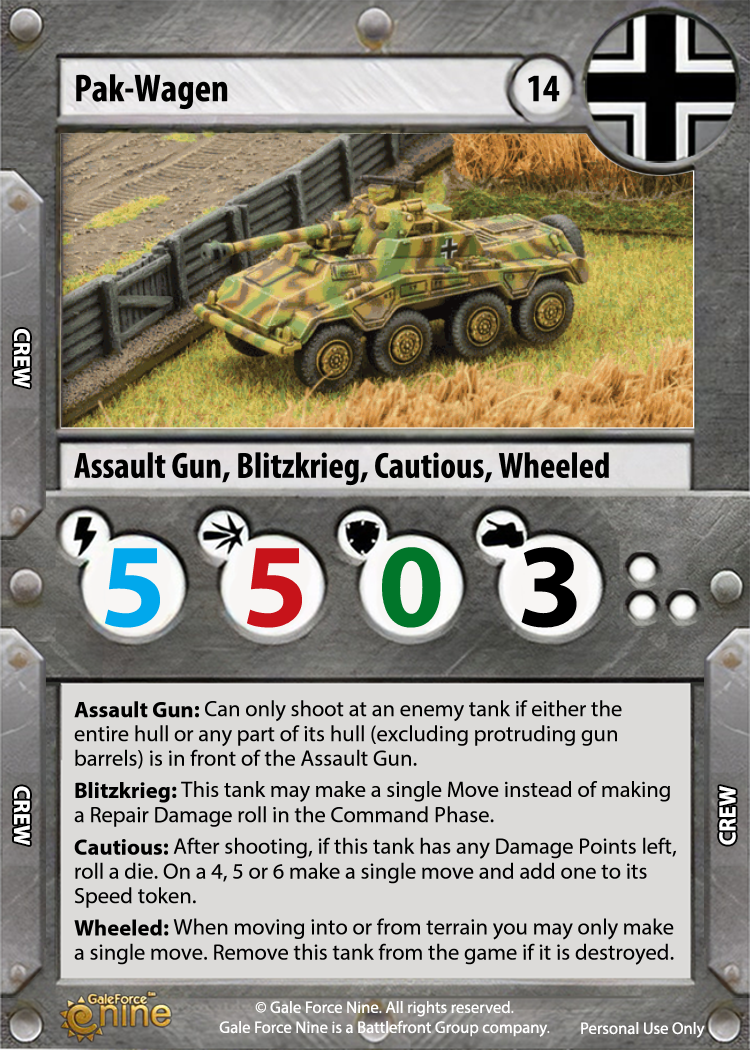 Pak-Wagen
14
CREW
Assault Gun, Blitzkrieg, Cautious, Wheeled
5 5 0 3
Assault Gun: Can only shoot at an enemy tank if either the
entire hull or any part of its hull (excluding protruding gun
barrels) is in front of the Assault Gun.
Blitzkrieg: This tank may make a single Move instead of making
a Repair Damage roll in the Command Phase.
Cautious: After shooting, if this tank has any Damage Points left,
roll a die. On a 4, 5 or 6 make a single move and add one to its
Speed token.
Wheeled: When moving into or from terrain you may only make
a single move. Remove this tank from the game if it is destroyed.
CREW
CREW
GaleForce™
nine
© Gale Force Nine. All rights reserved.
Gale Force Nine is a Battlefront Group company.
Personal Use Only